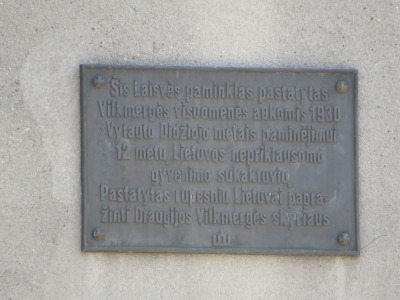 Šis Laisvės paminklas pastatytas
Vilkmergės visuomenės aukomis 1930
Vytauto Didžiojo metais paminėjimui
12 metų Lietuvos nepriklausomo
gyvenimo sukaktuvių
Pastatytas rūpesniu Lietuvai pagra-
žinti Draugijos Vilkmergės skyriaus